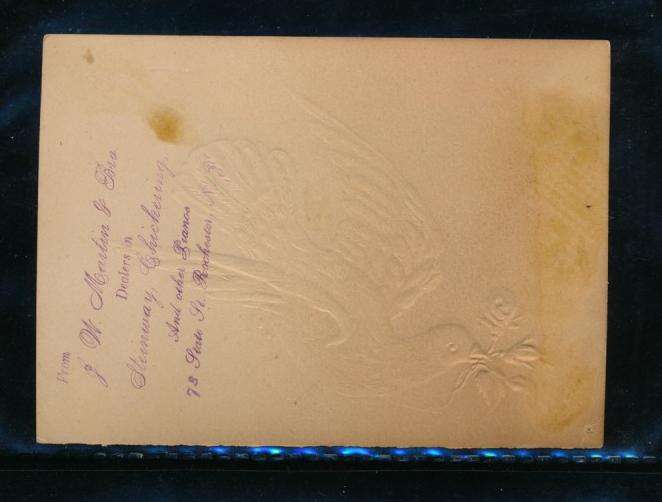 From
J. W. Martin & Bro
Dealers in
Steinway, Chickering,
And other Pianos
73 State St. Rochester, N.Y.